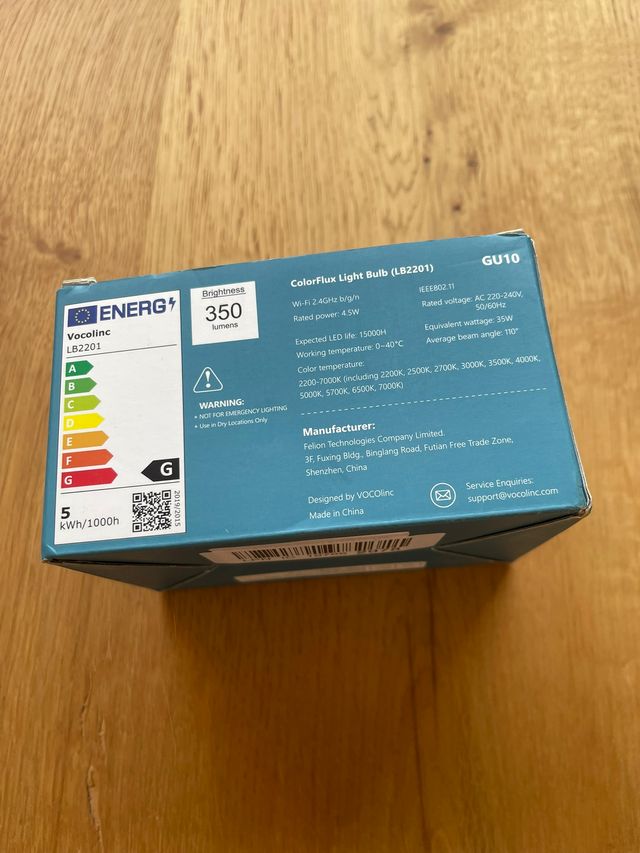 ENERG
Vocolinc
LB2201
A
B
C
D
E
F
G
G
5
kWh/1000h
2019/2015
Brightness
350
lumens
WARNING:
• NOT FOR EMERGENCY LIGHTING
• Use in Dry Locations Only
ColorFlux Light Bulb (LB2201)
GU10
Wi-Fi 2.4GHz b/g/n
IEEE802.11
Rated power: 4.5W
Rated voltage: AC 220-240V,
50/60Hz
Expected LED life: 15000H
Equivalent wattage: 35W
Working temperature: 0~40°C
Average beam angle: 110°
Color temperature:
2200-7000K (including 2200K, 2500K, 2700K, 3000K, 3500K, 4000K,
5000K, 5700K, 6500K, 7000K)
Manufacturer:
Felion Technologies Company Limited.
3F, Fuxing Bldg., Binglang Road, Futian Free Trade Zone,
Shenzhen, China
Designed by VOCOlinc
Made in China
Service Enquiries:
support@vocolinc.com